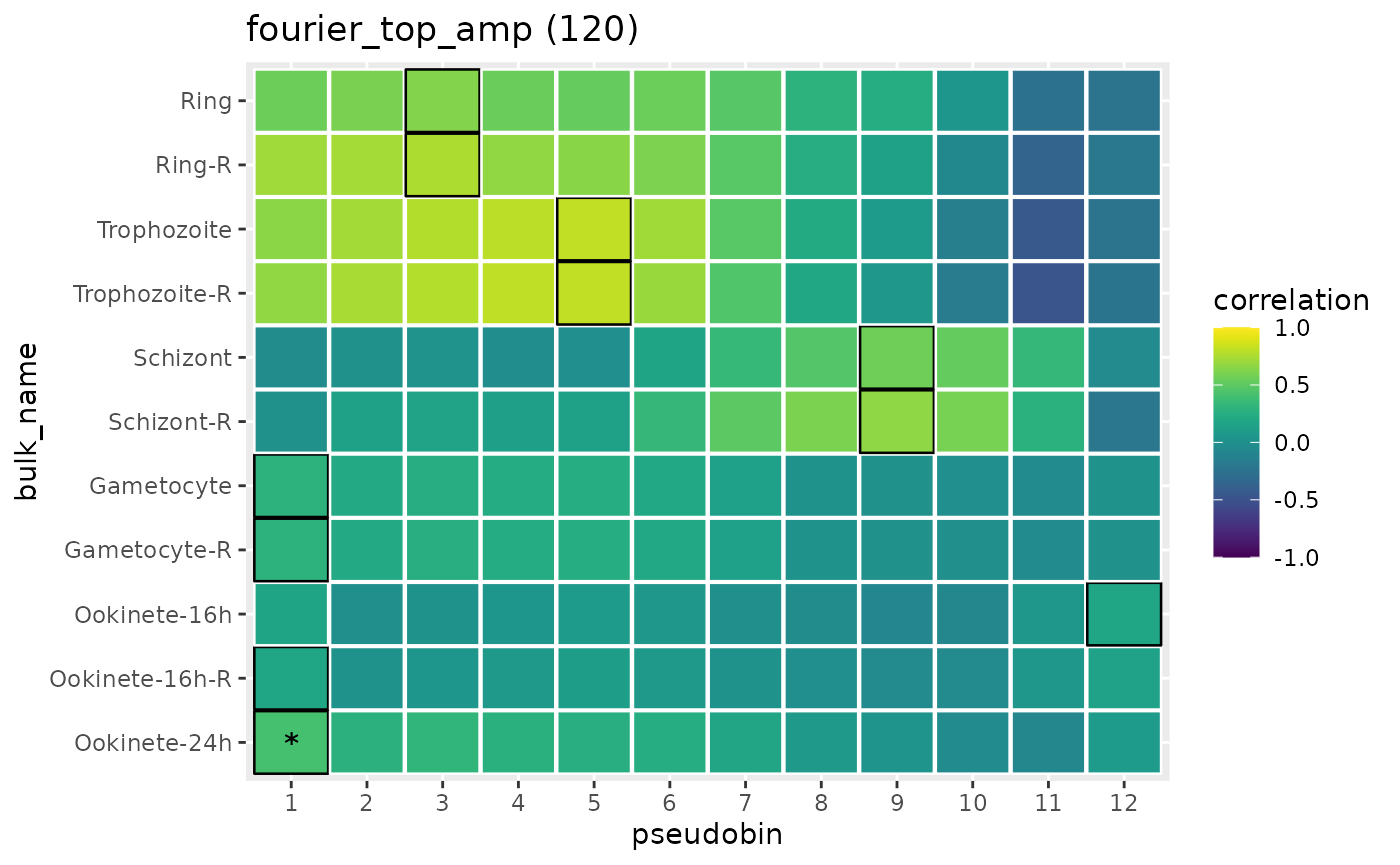 fourier_top_amp (120)
Ring
Ring-R
Trophozoite
Trophozoite-R
Schizont
Schizont-R
Gametocyte
Gametocyte-R
Ookinete-16h
Ookinete-16h-R
Ookinete-24h
*
bulk_name
1 2 3 4 5 6 7 8 9 10 11 12
pseudobin
correlation
1.0
0.5
0.0
-0.5
-1.0